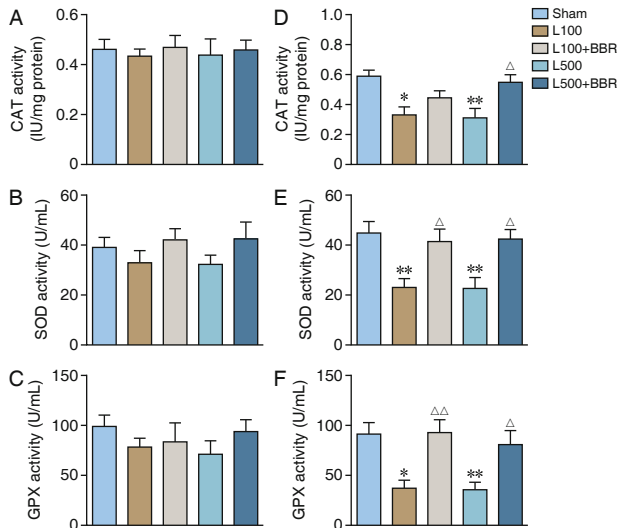 A
CAT activity
(IU/mg protein)
0.6
0.4
0.2
0
D
CAT activity
(IU/mg protein)
1.0
0.8
0.6
0.4
0.2
0
*
**
△
Sham
L100
L100+BBR
L500
L500+BBR
B
SOD activity (U/mL)
60
40
20
0
E
SOD activity (U/mL)
60
40
20
0
**
△
**
△
C
GPX activity (U/mL)
150
100
50
0
F
GPX activity (U/mL)
150
100
50
0
*
△△
**
△